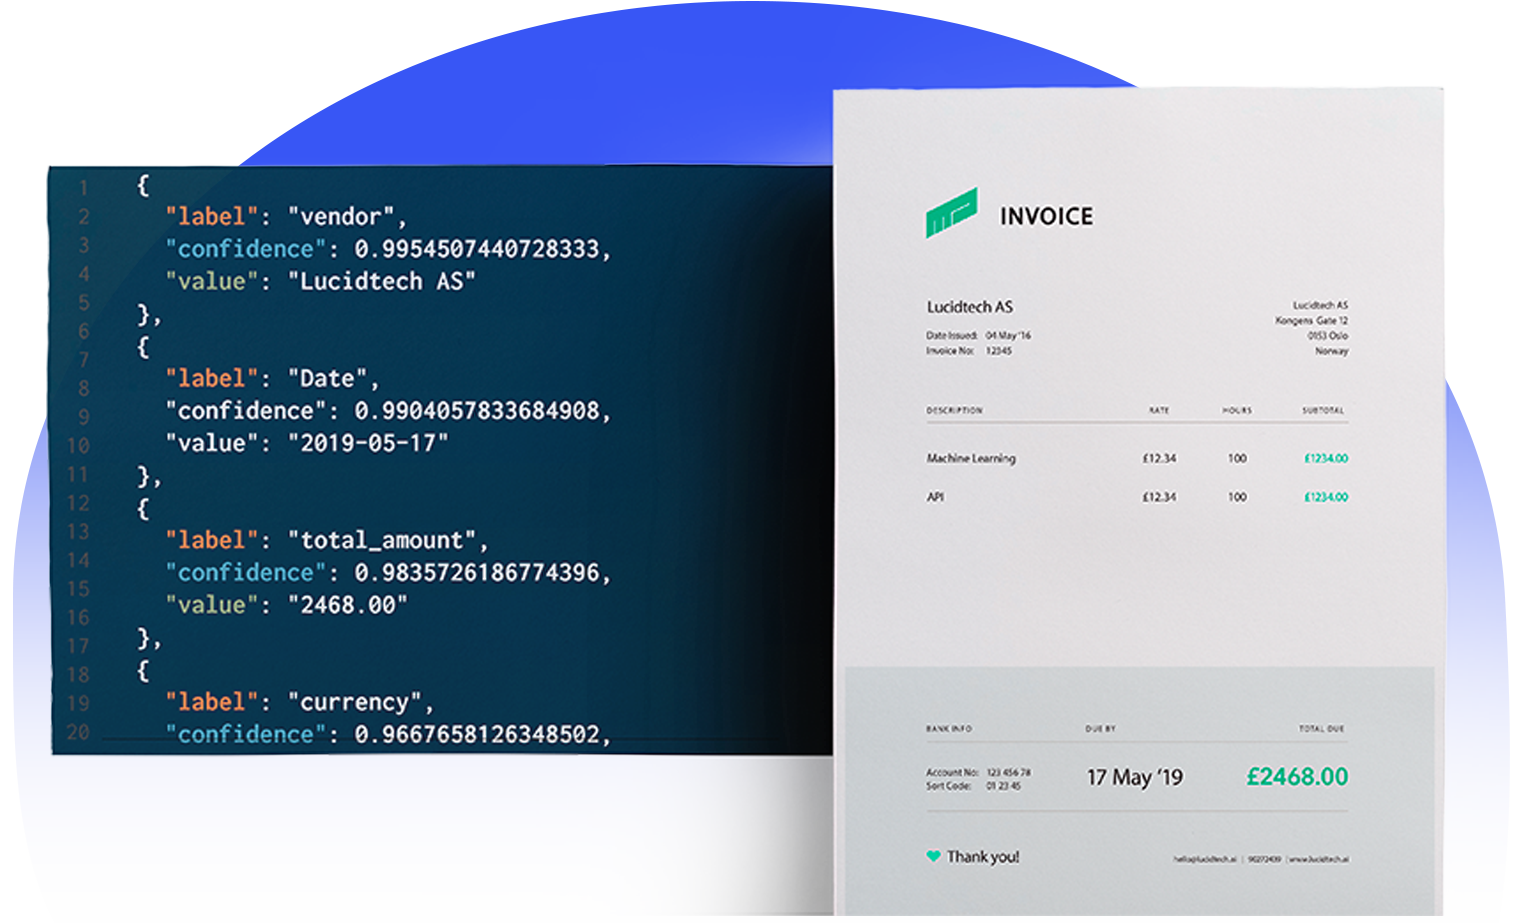 1 {
2 "label": "vendor",
3 "confidence": 0.9954507440728333,
4 "value": "Lucidtech AS"
5 },
6 {
7 "label": "Date",
8 "confidence": 0.9904057833684908,
9 "value": "2019-05-17"
10 },
11 {
12 "label": "total_amount",
13 "confidence": 0.9835726186774396,
14 "value": "2468.00"
15 },
16 {
17 "label": "currency",
18 "confidence": 0.9667658126348502,
19
20
INVOICE
Lucidtech AS
Date Issued: 04 May '16
Invoice No: 12345
Lucidtech AS
Kongens Gate 12
0153 Oslo
Norway
DESCRIPTION RATE HOURS SUBTOTAL
Machine Learning £12.34 100 £1234.00
API £12.34 100 £1234.00
BANK INFO DUE BY TOTAL DUE
Account No: 123 456 78
Sort Code: 01 23 45
17 May '19
£2468.00
Thank you!
hello@lucidtech.ai | 90272439 | www.lucidtech.ai